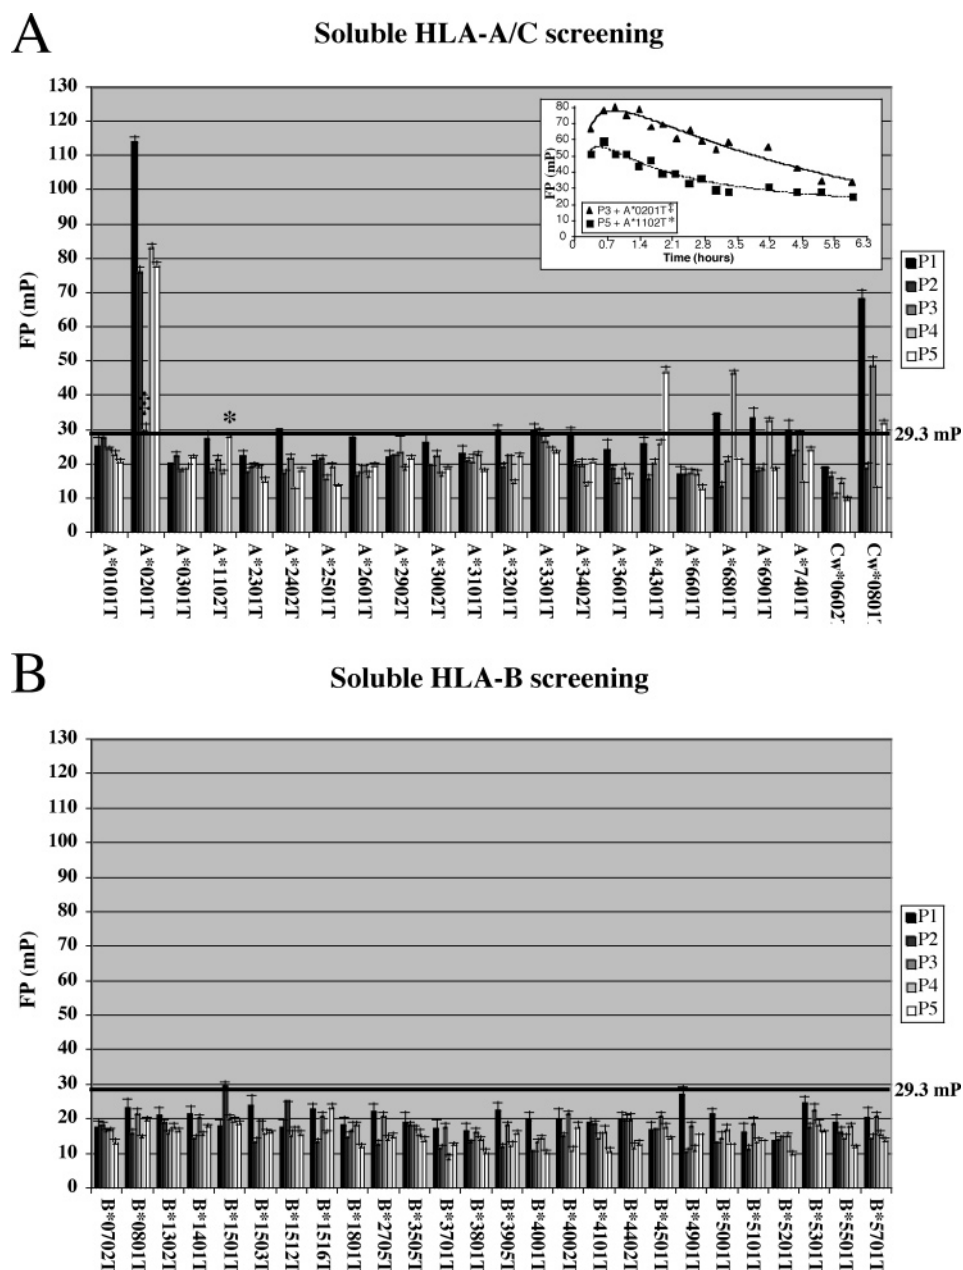 A
Soluble HLA-A/C screening
130
120
110
100
90
80
70
60
50
40
30
20
10
0
FP (mP)
80
70
60
50
40
30
20
10
0
FP (mP)
▲ P3 + A*0201T‡
■ P5 + A*1102T*
0 0.7 1.4 2.1 2.8 3.5 4.2 4.9 5.6 6.3
Time (hours)
P1
P2
P3
P4
P5
‡
*
29.3 mP
A*0101T
A*0201T
A*0301T
A*1102T
A*2301T
A*2402T
A*2501T
A*2601T
A*2902T
A*3002T
A*3101T
A*3201T
A*3301T
A*3402T
A*3601T
A*4301T
A*6601T
A*6801T
A*6901T
A*7401T
Cw*0602T
Cw*0801T
B
Soluble HLA-B screening
130
120
110
100
90
80
70
60
50
40
30
20
10
0
FP (mP)
P1
P2
P3
P4
P5
29.3 mP
B*0702T
B*0801T
B*1302T
B*1401T
B*1501T
B*1503T
B*1512T
B*1516T
B*1801T
B*2705T
B*3505T
B*3701T
B*3801T
B*3905T
B*4001T
B*4002T
B*4101T
B*4402T
B*4501T
B*4901T
B*5001T
B*5101T
B*5201T
B*5301T
B*5501T
B*5701T